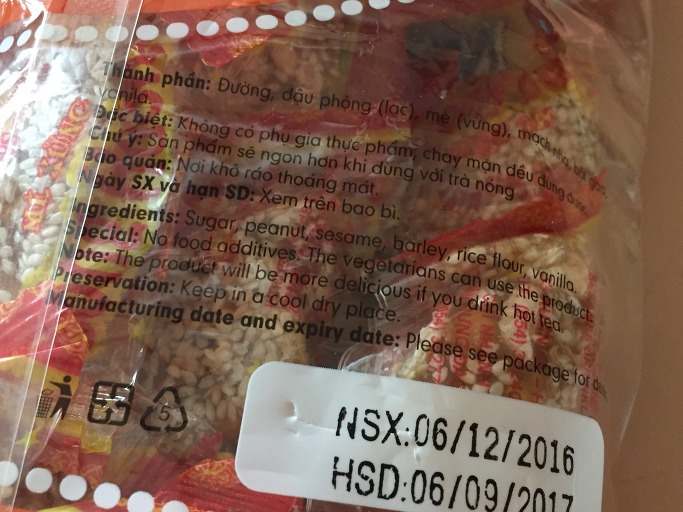 Thành phần: Đường, đậu phộng (lạc), mè (vừng), mạch nha, bột gạo,
vanila.
Đặc biệt: Không có phụ gia thực phẩm, chay mặn đều dùng được.
Chú ý: Sản phẩm sẽ ngon hơn khi dùng với trà nóng
Bảo quản: Nơi khô ráo thoáng mát.
Ngày SX và hạn SD: Xem trên bao bì.
Ingredients: Sugar, peanut, sesame, barley, rice flour, vanilla.
Special: No food additives. The vegetarians can use the product.
Note: The product will be more delicious if you drink hot tea.
Preservation: Keep in a cool dry place.
Manufacturing date and expiry date: Please see package for
5
NSX:06/12/2016
HSD:06/09/2017
MÈ XỬNG